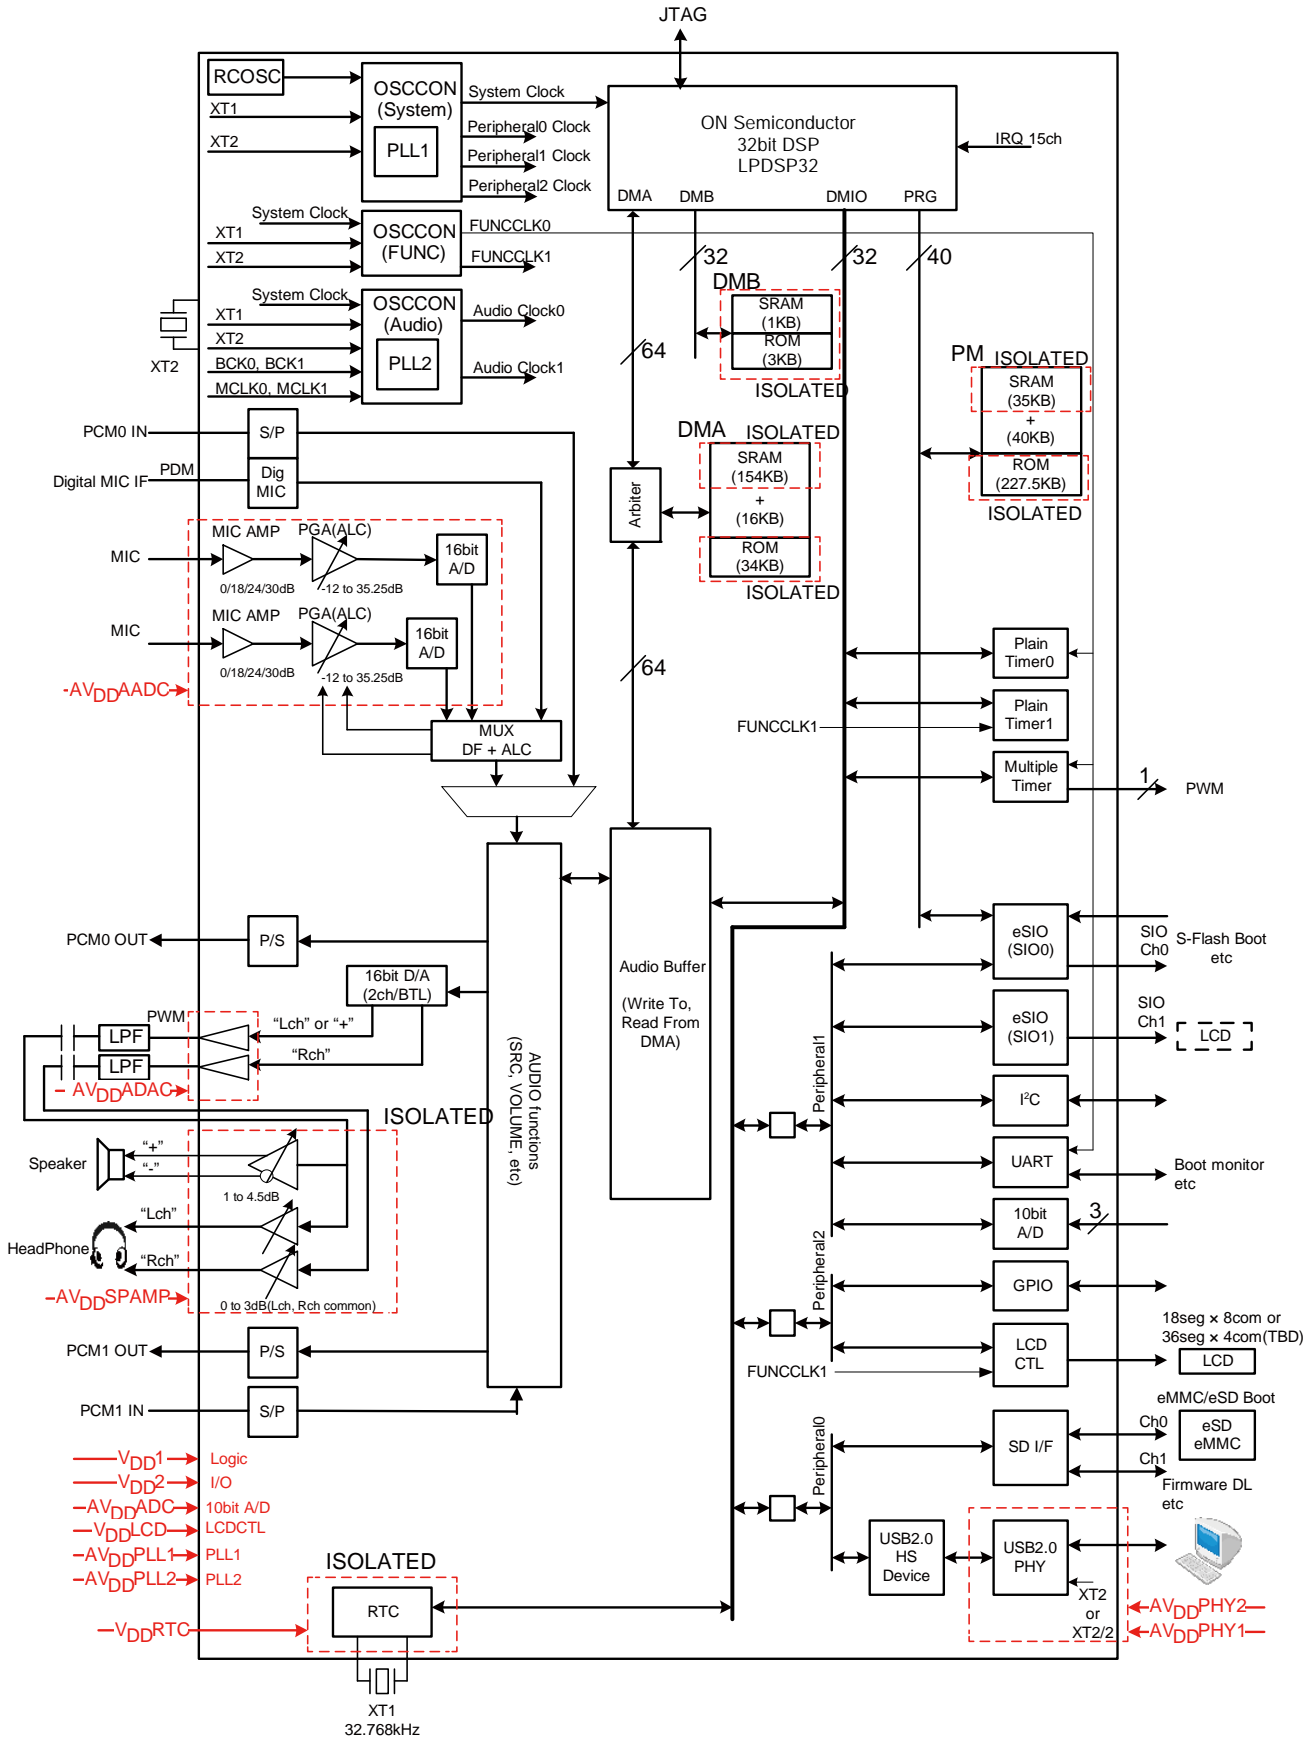 JTAG
RCOSC
XT1
XT2
OSCCON
(System)
PLL1
System Clock
Peripheral0 Clock
Peripheral1 Clock
Peripheral2 Clock
ON Semiconductor
32bit DSP
LPDSP32
DMA
DMB
DMIO
PRG
IRQ 15ch
System Clock
XT1
XT2
OSCCON
(FUNC)
FUNCCLK0
FUNCCLK1
32
32
40
System Clock
XT1
XT2
BCK0, BCK1
MCLK0, MCLK1
OSCCON
(Audio)
PLL2
Audio Clock0
Audio Clock1
XT2
64
DMB
SRAM
(1KB)
ROM
(3KB)
ISOLATED
PM
ISOLATED
SRAM
(35KB)
+
(40KB)
ROM
(227.5KB)
ISOLATED
PCM0 IN
S/P
Digital MIC IF
PDM
Dig
MIC
DMA
ISOLATED
SRAM
(154KB)
+
(16KB)
ROM
(34KB)
ISOLATED
Arbiter
MIC
MIC AMP
0/18/24/30dB
PGA(ALC)
-12 to 35.25dB
16bit
A/D
MIC
MIC AMP
0/18/24/30dB
PGA(ALC)
-12 to 35.25dB
16bit
A/D
AVDDAADC
64
MUX
DF + ALC
Plain
Timer0
Plain
Timer1
FUNCCLK1
Multiple
Timer
1
PWM
PCM0 OUT
P/S
16bit D/A
(2ch/BTL)
"Lch" or "+"
"Rch"
PWM
LPF
LPF
AVDDADAC
AUDIO functions
(SRC, VOLUME, etc)
Audio Buffer
(Write To,
Read From
DMA)
ISOLATED
Speaker
"+"
"-"
1 to 4.5dB
HeadPhone
"Lch"
"Rch"
0 to 3dB(Lch, Rch common)
AVDDSPAMP
PCM1 OUT
P/S
PCM1 IN
S/P
Peripheral1
eSIO
(SIO0)
SIO
Ch0
S-Flash Boot
etc
eSIO
(SIO1)
SIO
Ch1
LCD
I²C
UART
Boot monitor
etc
10bit
A/D
3
Peripheral2
GPIO
LCD
CTL
FUNCCLK1
18seg × 8com or
36seg × 4com(TBD)
LCD
Peripheral0
SD I/F
Ch0
Ch1
eMMC/eSD Boot
eSD
eMMC
Firmware DL
etc
USB2.0
HS
Device
USB2.0
PHY
XT2
or
XT2/2
AVDDPHY2
AVDDPHY1
VDD1
Logic
VDD2
I/O
AVDDADC
10bit A/D
VDDLCD
LCDCTL
AVDDPLL1
PLL1
AVDDPLL2
PLL2
VDDRTC
ISOLATED
RTC
XT1
32.768kHz